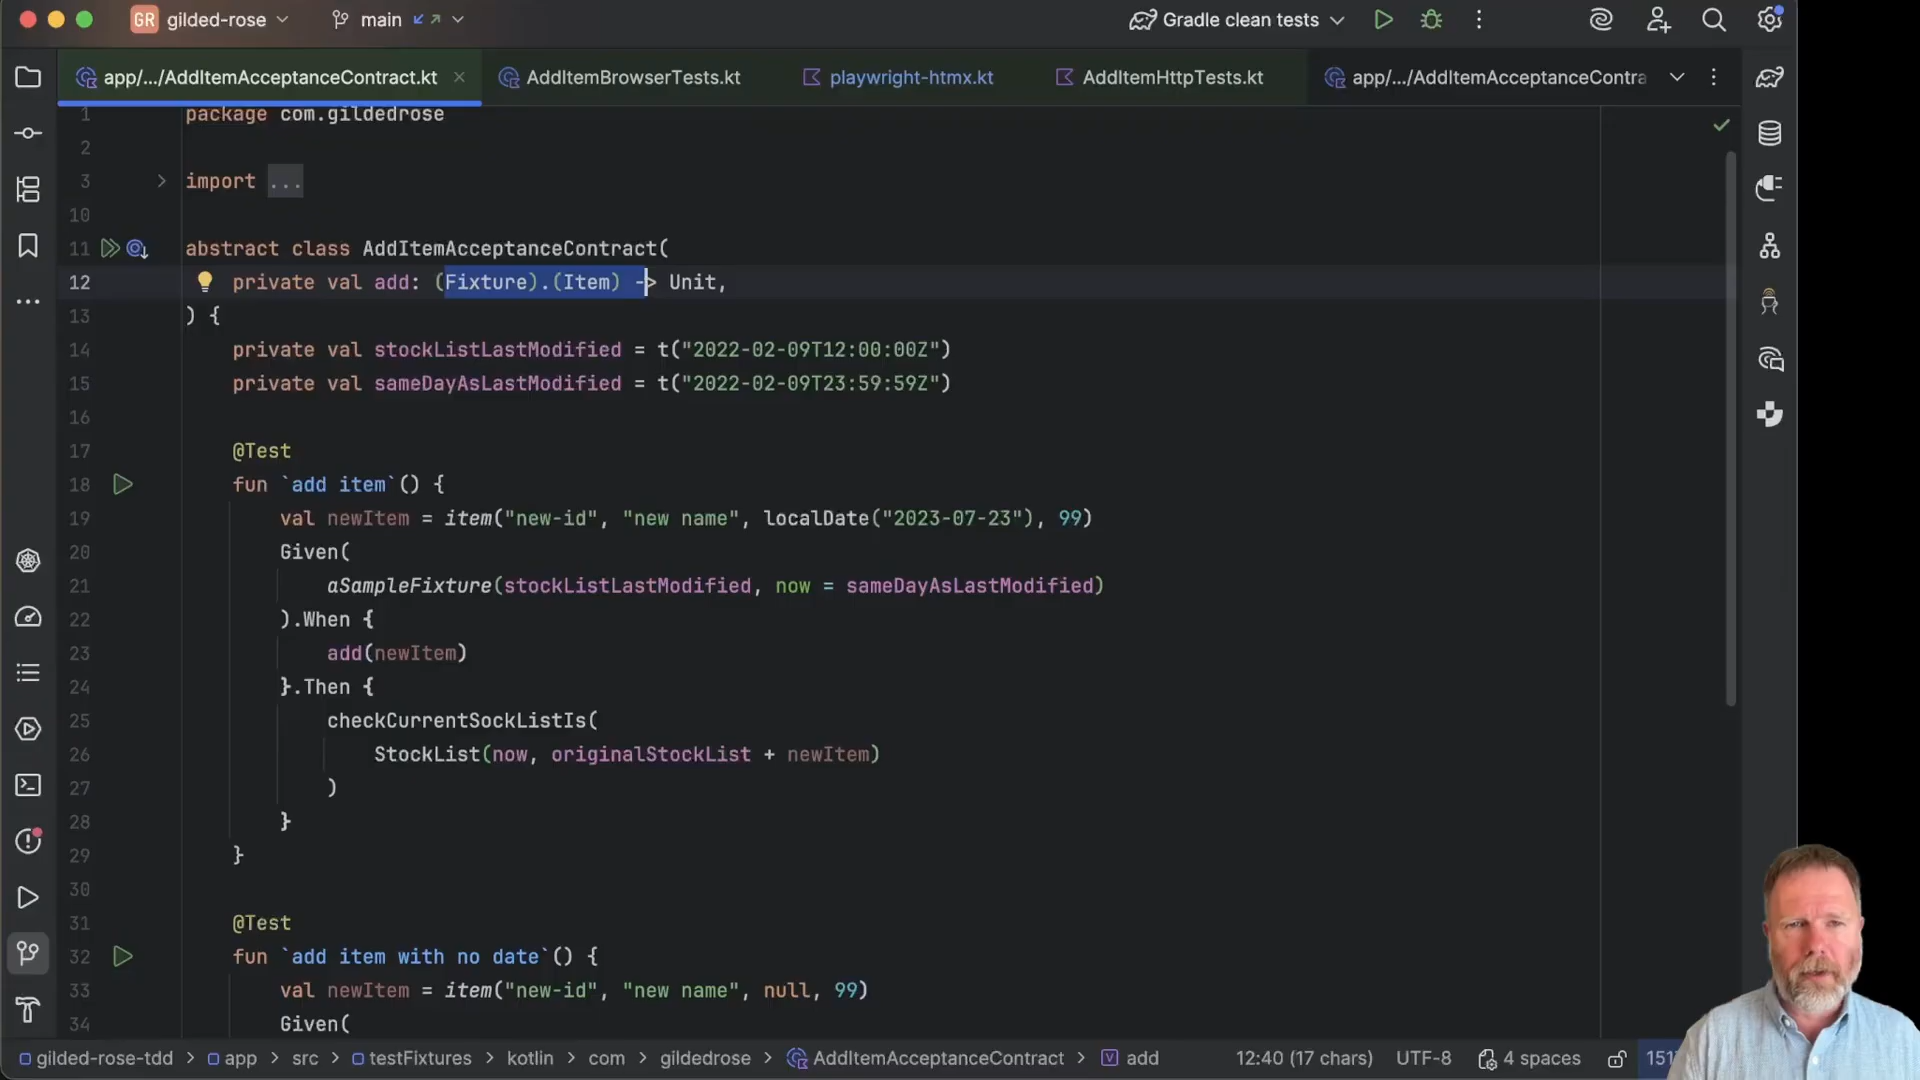 GR gilded-rose main Gradle clean tests
app/.../AddItemAcceptanceContract.kt AddItemBrowserTests.kt playwright-htmx.kt AddItemHttpTests.kt app/.../AddItemAcceptanceContra
1 package com.gildedrose
2
3 import ...
10
11 abstract class AddItemAcceptanceContract(
12 private val add: (Fixture).(Item) -> Unit,
13 ) {
14 private val stockListLastModified = t("2022-02-09T12:00:00Z")
15 private val sameDayAsLastModified = t("2022-02-09T23:59:59Z")
16
17 @Test
18 fun `add item`() {
19 val newItem = item("new-id", "new name", localDate("2023-07-23"), 99)
20 Given(
21 aSampleFixture(stockListLastModified, now = sameDayAsLastModified)
22 ).When {
23 add(newItem)
24 }.Then {
25 checkCurrentSockListIs(
26 StockList(now, originalStockList + newItem)
27 )
28 }
29 }
30
31 @Test
32 fun `add item with no date`() {
33 val newItem = item("new-id", "new name", null, 99)
34 Given(
gilded-rose-tdd > app > src > testFixtures > kotlin > com > gildedrose > AddItemAcceptanceContract > add 12:40 (17 chars) UTF-8 4 spaces